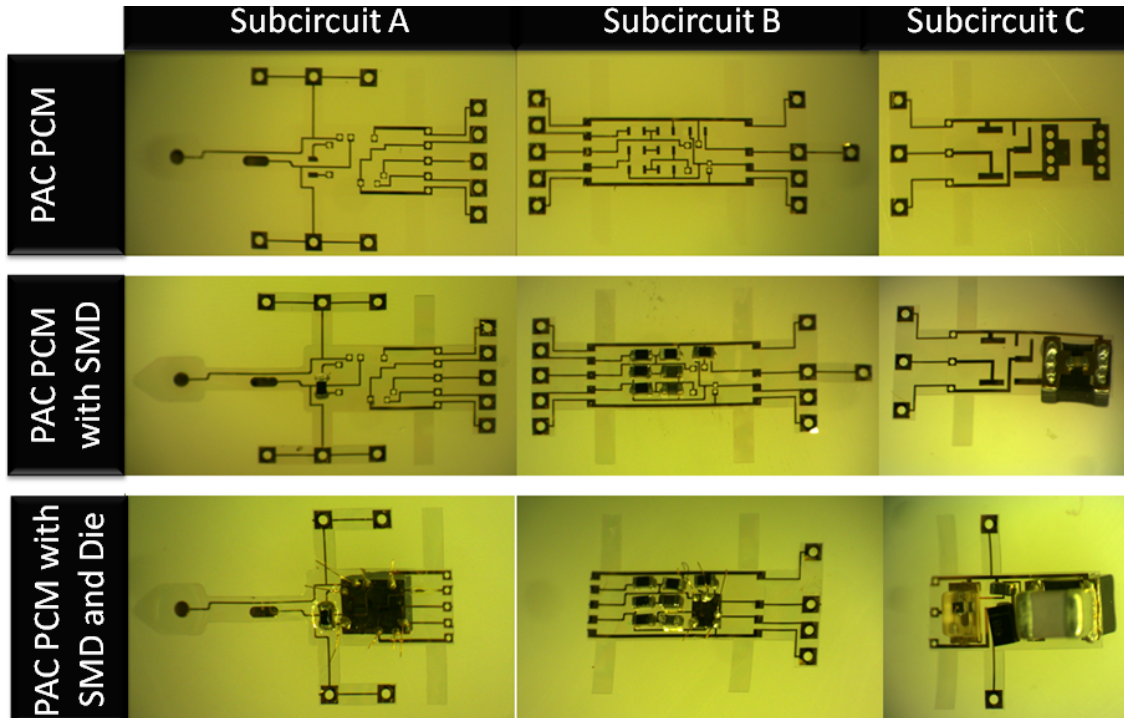 Subcircuit A
Subcircuit B
Subcircuit C
PAC PCM
PAC PCM
with SMD
PAC PCM with
SMD and Die